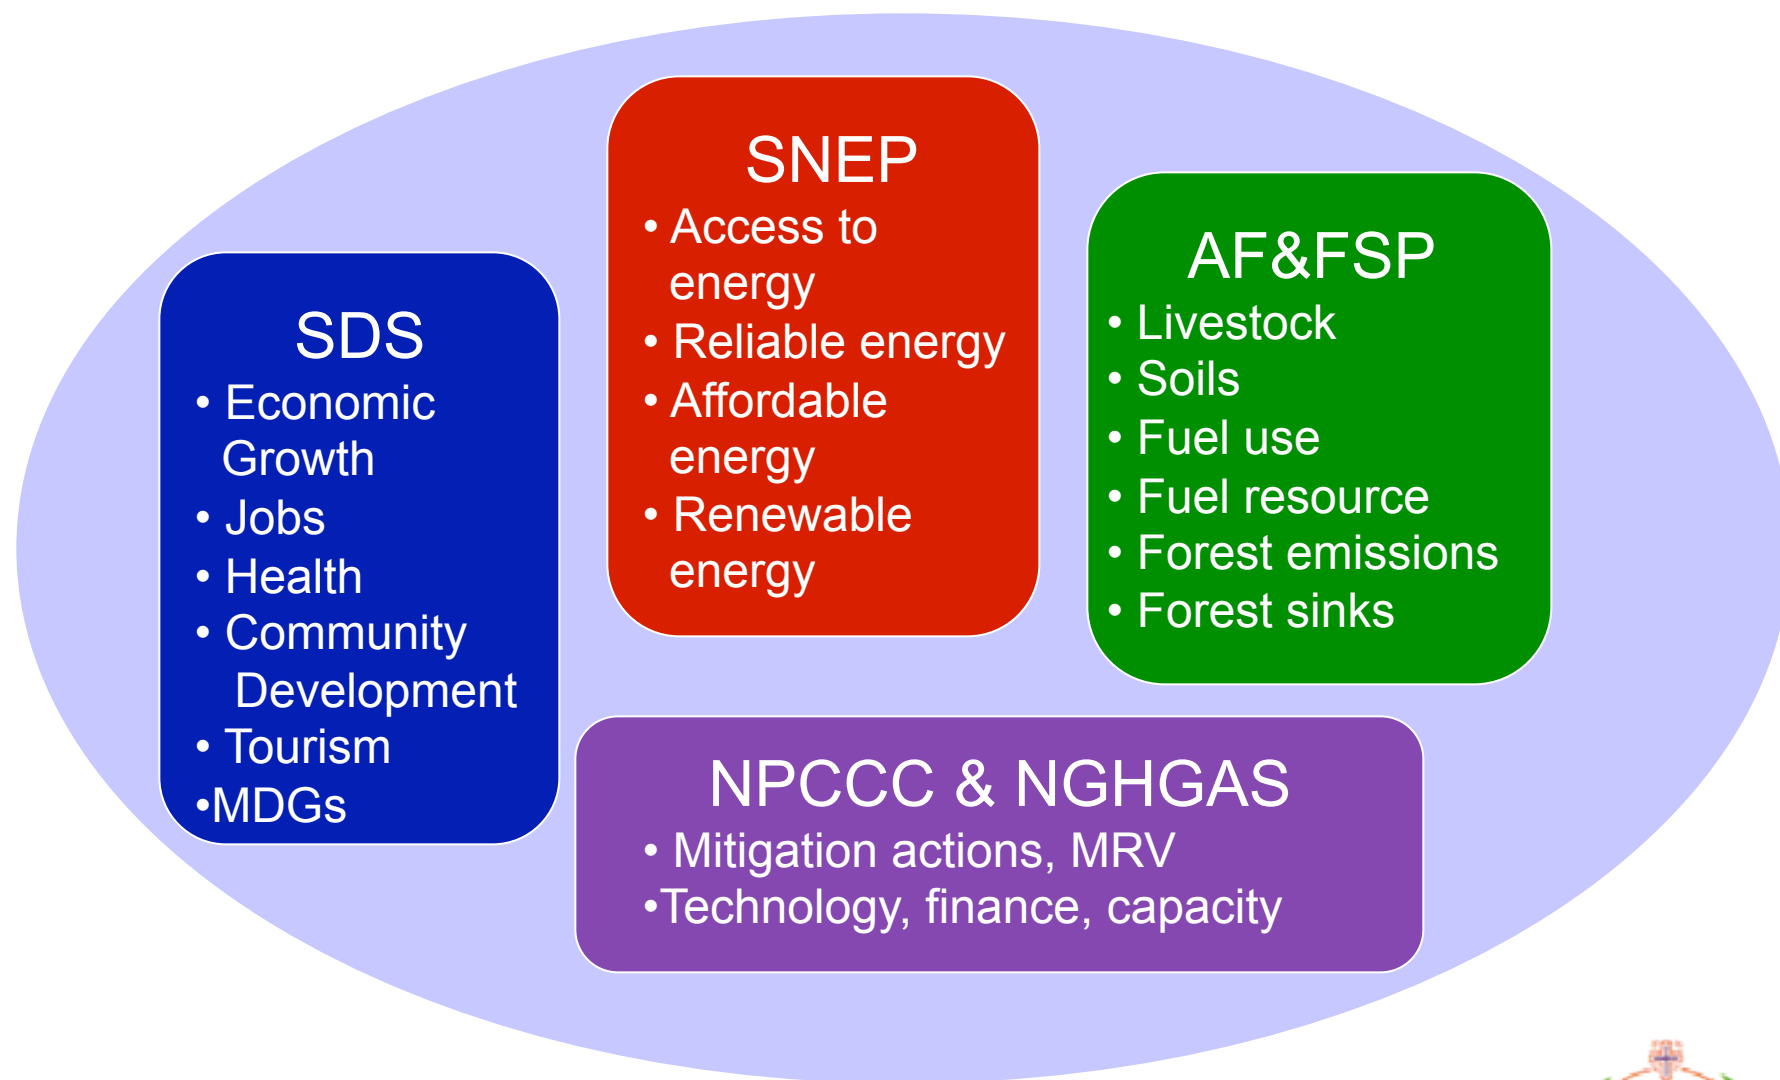 SDS
• Economic
Growth
• Jobs
• Health
• Community
Development
• Tourism
•MDGs
SNEP
• Access to
energy
• Reliable energy
• Affordable
energy
• Renewable
energy
AF&FSP
• Livestock
• Soils
• Fuel use
• Fuel resource
• Forest emissions
• Forest sinks
NPCCC & NGHGAS
• Mitigation actions, MRV
•Technology, finance, capacity